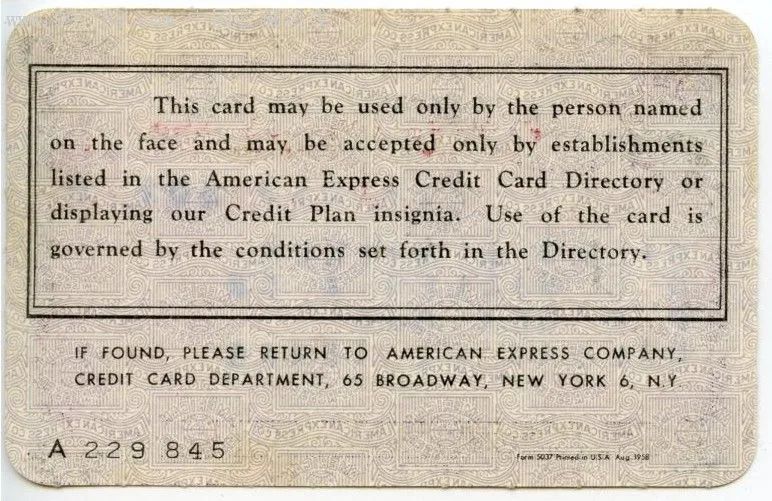 This card may be used only by the person named
on the face and may be accepted only by establishments
listed in the American Express Credit Card Directory or
displaying our Credit Plan insignia. Use of the card is
governed by the conditions set forth in the Directory.
IF FOUND, PLEASE RETURN TO AMERICAN EXPRESS COMPANY,
CREDIT CARD DEPARTMENT, 65 BROADWAY, NEW YORK 6, N.Y
A 229 845
Form 5037 Printed in U.S.A. Aug. 1958